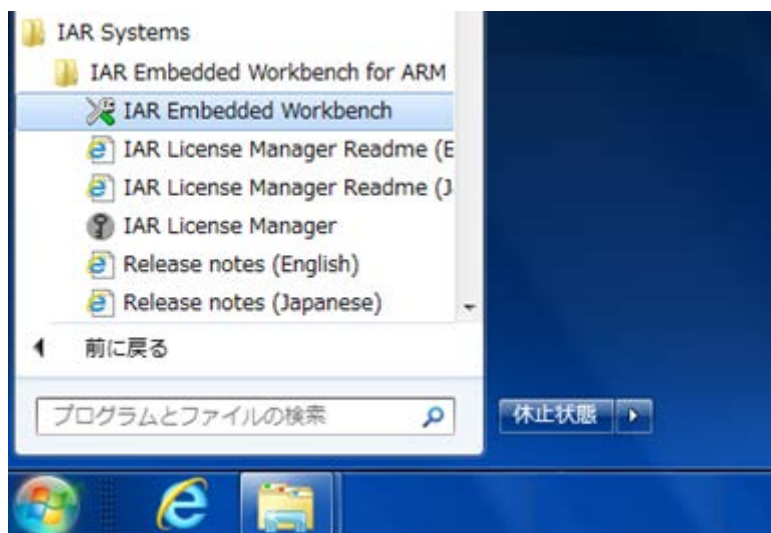 IAR Systems
IAR Embedded Workbench for ARM
IAR Embedded Workbench
IAR License Manager Readme (E
IAR License Manager Readme (J
IAR License Manager
Release notes (English)
Release notes (Japanese)
前に戻る
プログラムとファイルの検索
休止状態